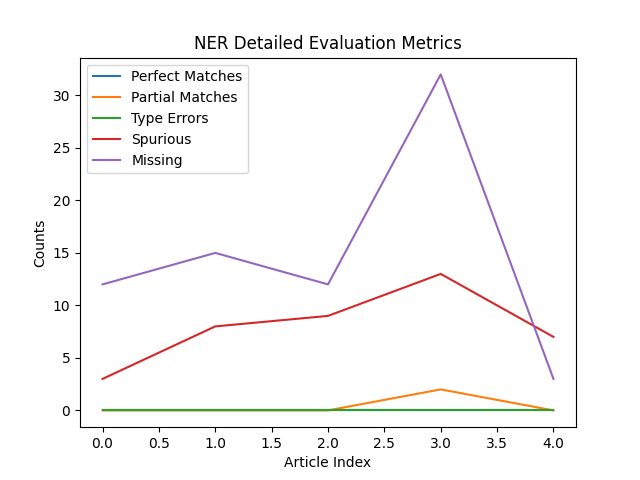 NER Detailed Evaluation Metrics
Perfect Matches
Partial Matches
Type Errors
Spurious
Missing
30
25
20
15
10
5
0
Counts
0.0 0.5 1.0 1.5 2.0 2.5 3.0 3.5 4.0
Article Index